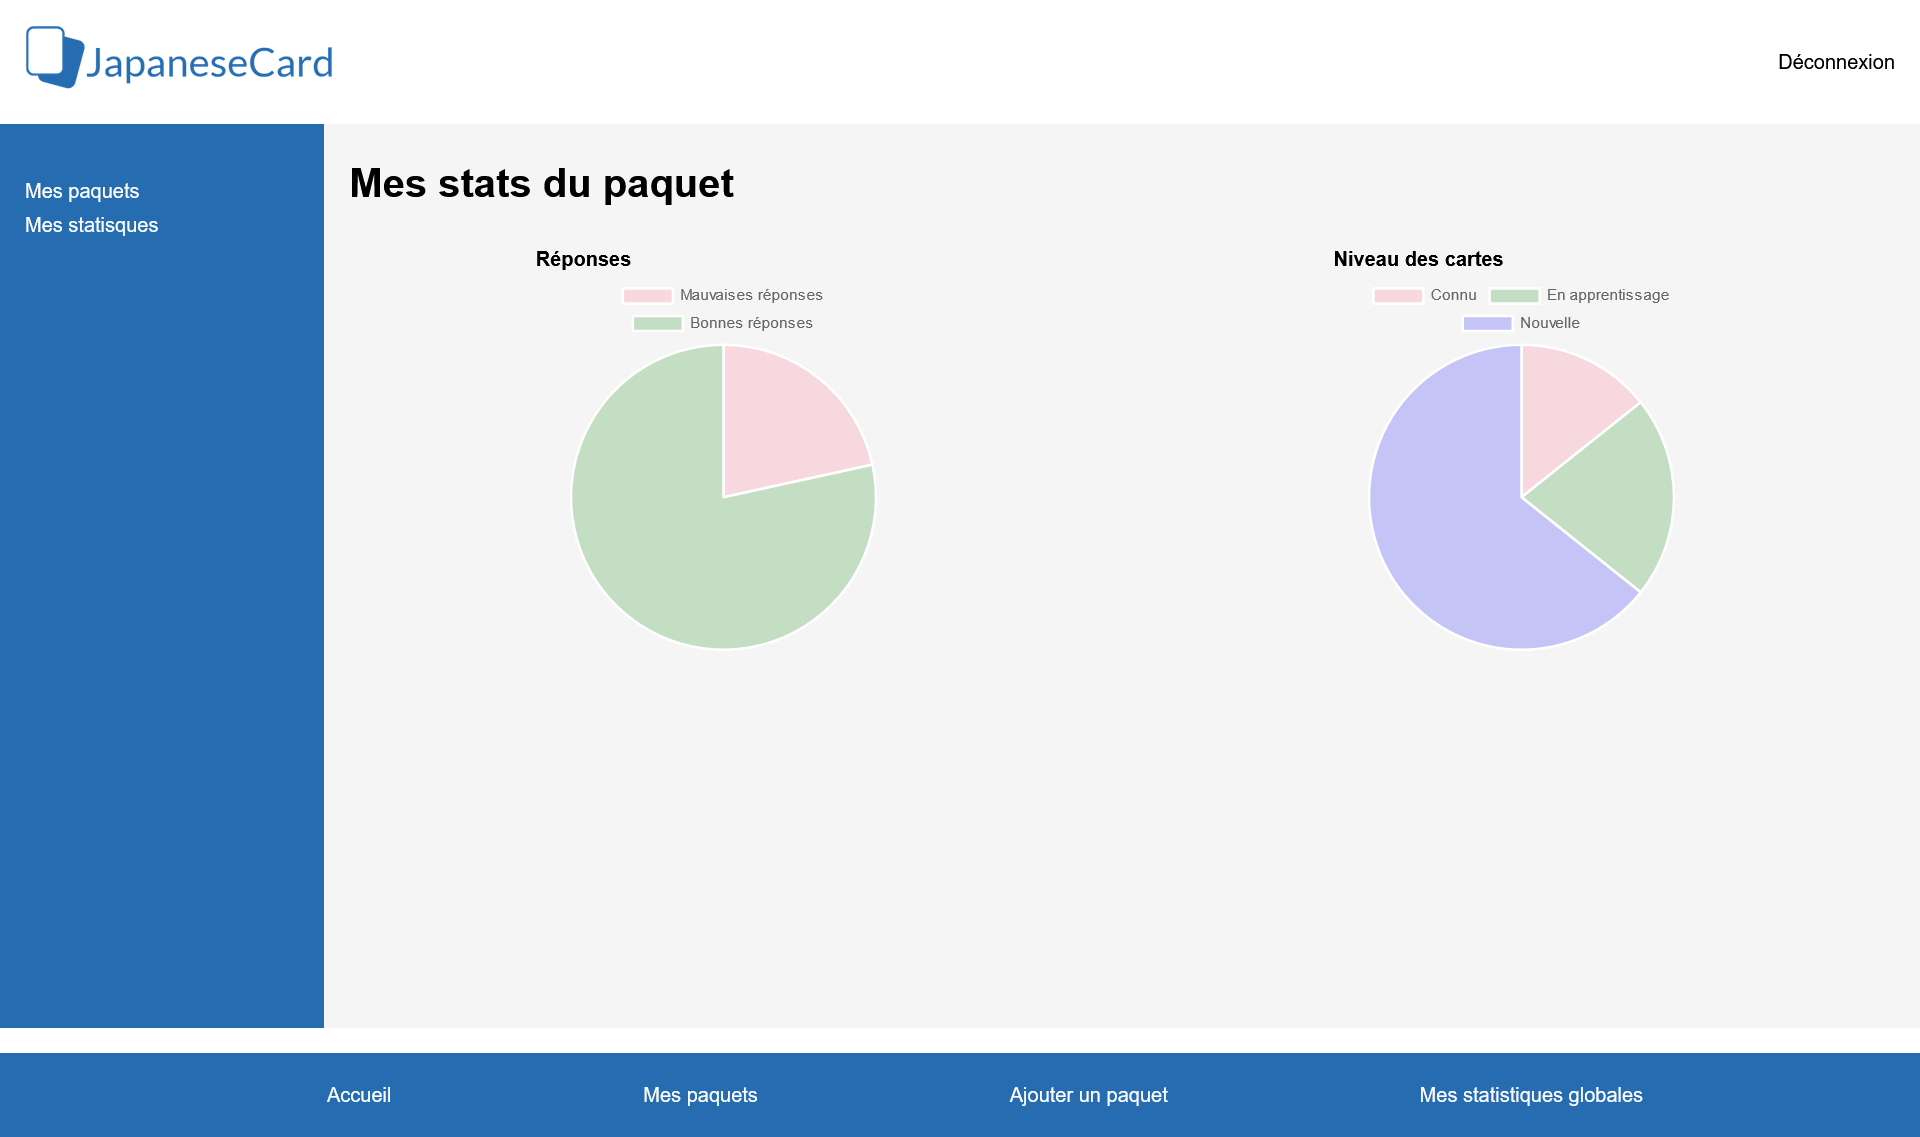 JapaneseCard
Déconnexion
Mes paquets
Mes statisques
Mes stats du paquet
Réponses
Mauvaises réponses
Bonnes réponses
Niveau des cartes
Connu En apprentissage
Nouvelle
Accueil Mes paquets Ajouter un paquet Mes statistiques globales